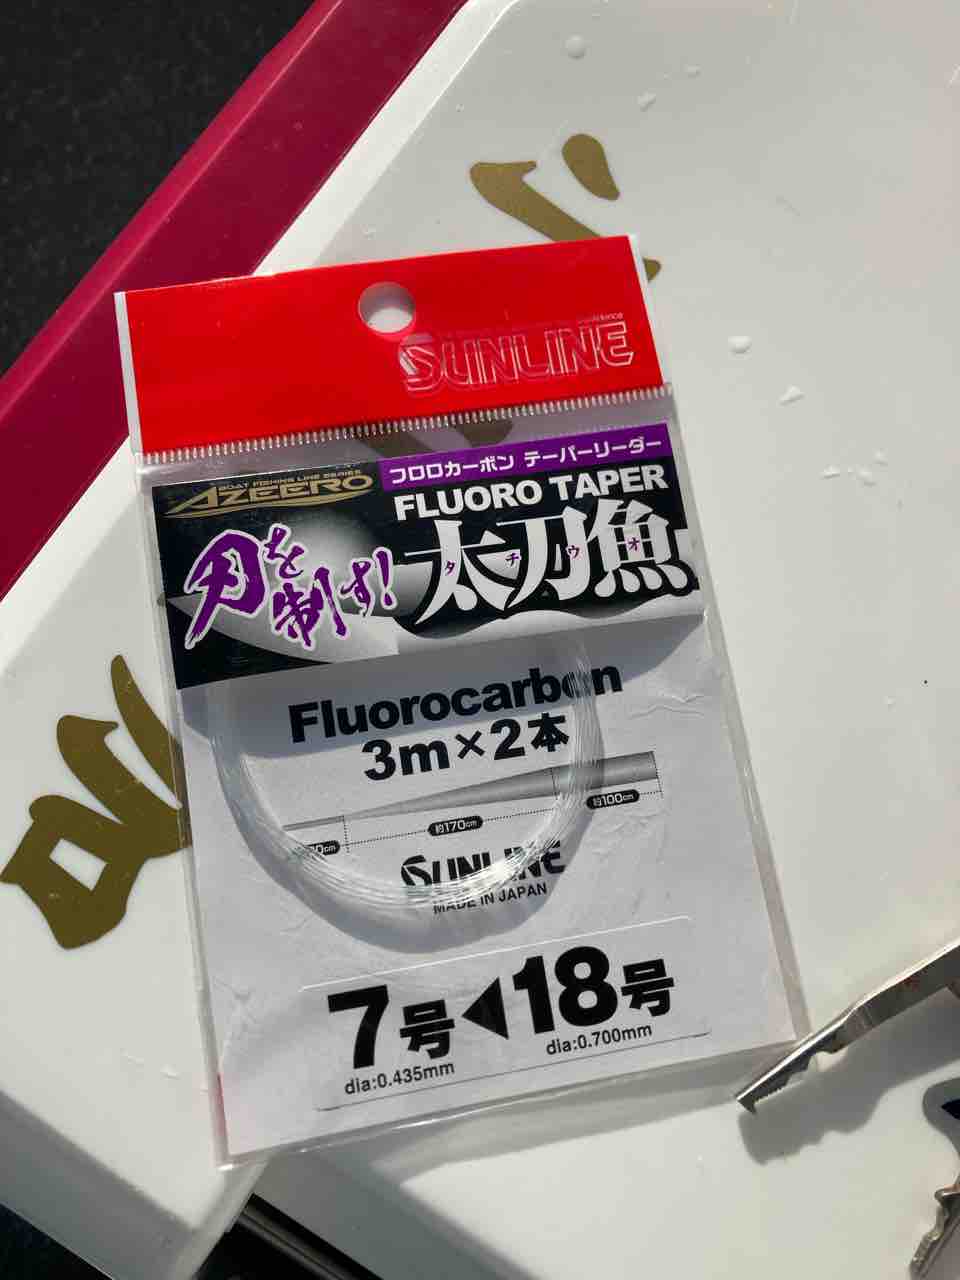 SUNLINE
BOAT FISHING LINE SERIES
AZEERO
フロロカーボン テーパーリーダー
FLUORO TAPER
刃を制す!
太刀魚
タチウオ
Fluorocarbon
3m×2本
約100cm
約170cm
SUNLINE
MADE IN JAPAN
7号◀18号
dia:0.435mm
dia:0.700mm